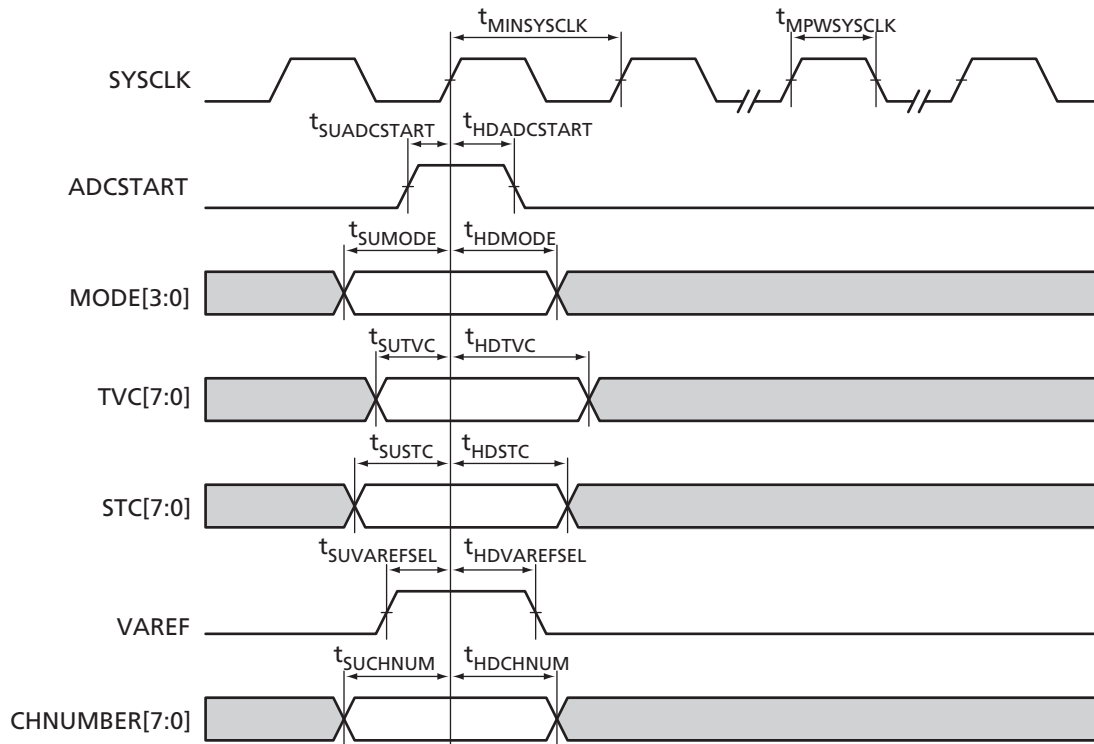 tMINSYSCLK
tMPWSYSCLK
SYSCLK
tSUADCSTART
tHDADCSTART
ADCSTART
tSUMODE
tHDMODE
MODE[3:0]
tSUTVC
tHDTVC
TVC[7:0]
tSUSTC
tHDSTC
STC[7:0]
tSUVAREFSEL
tHDVAREFSEL
VAREF
tSUCHNUM
tHDCHNUM
CHNUMBER[7:0]